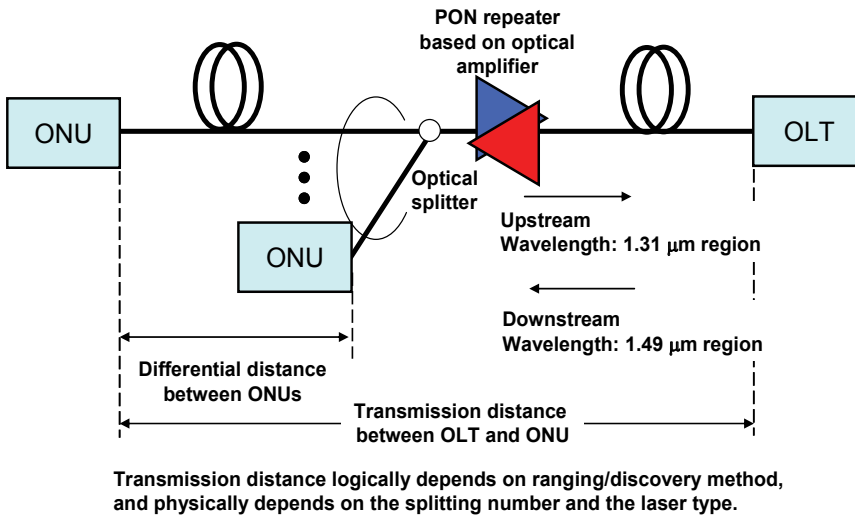 PON repeater
based on optical
amplifier
ONU
OLT
Optical
splitter
ONU
Upstream
Wavelength: 1.31 μm region
Downstream
Wavelength: 1.49 μm region
Differential distance
between ONUs
Transmission distance
between OLT and ONU
Transmission distance logically depends on ranging/discovery method,
and physically depends on the splitting number and the laser type.